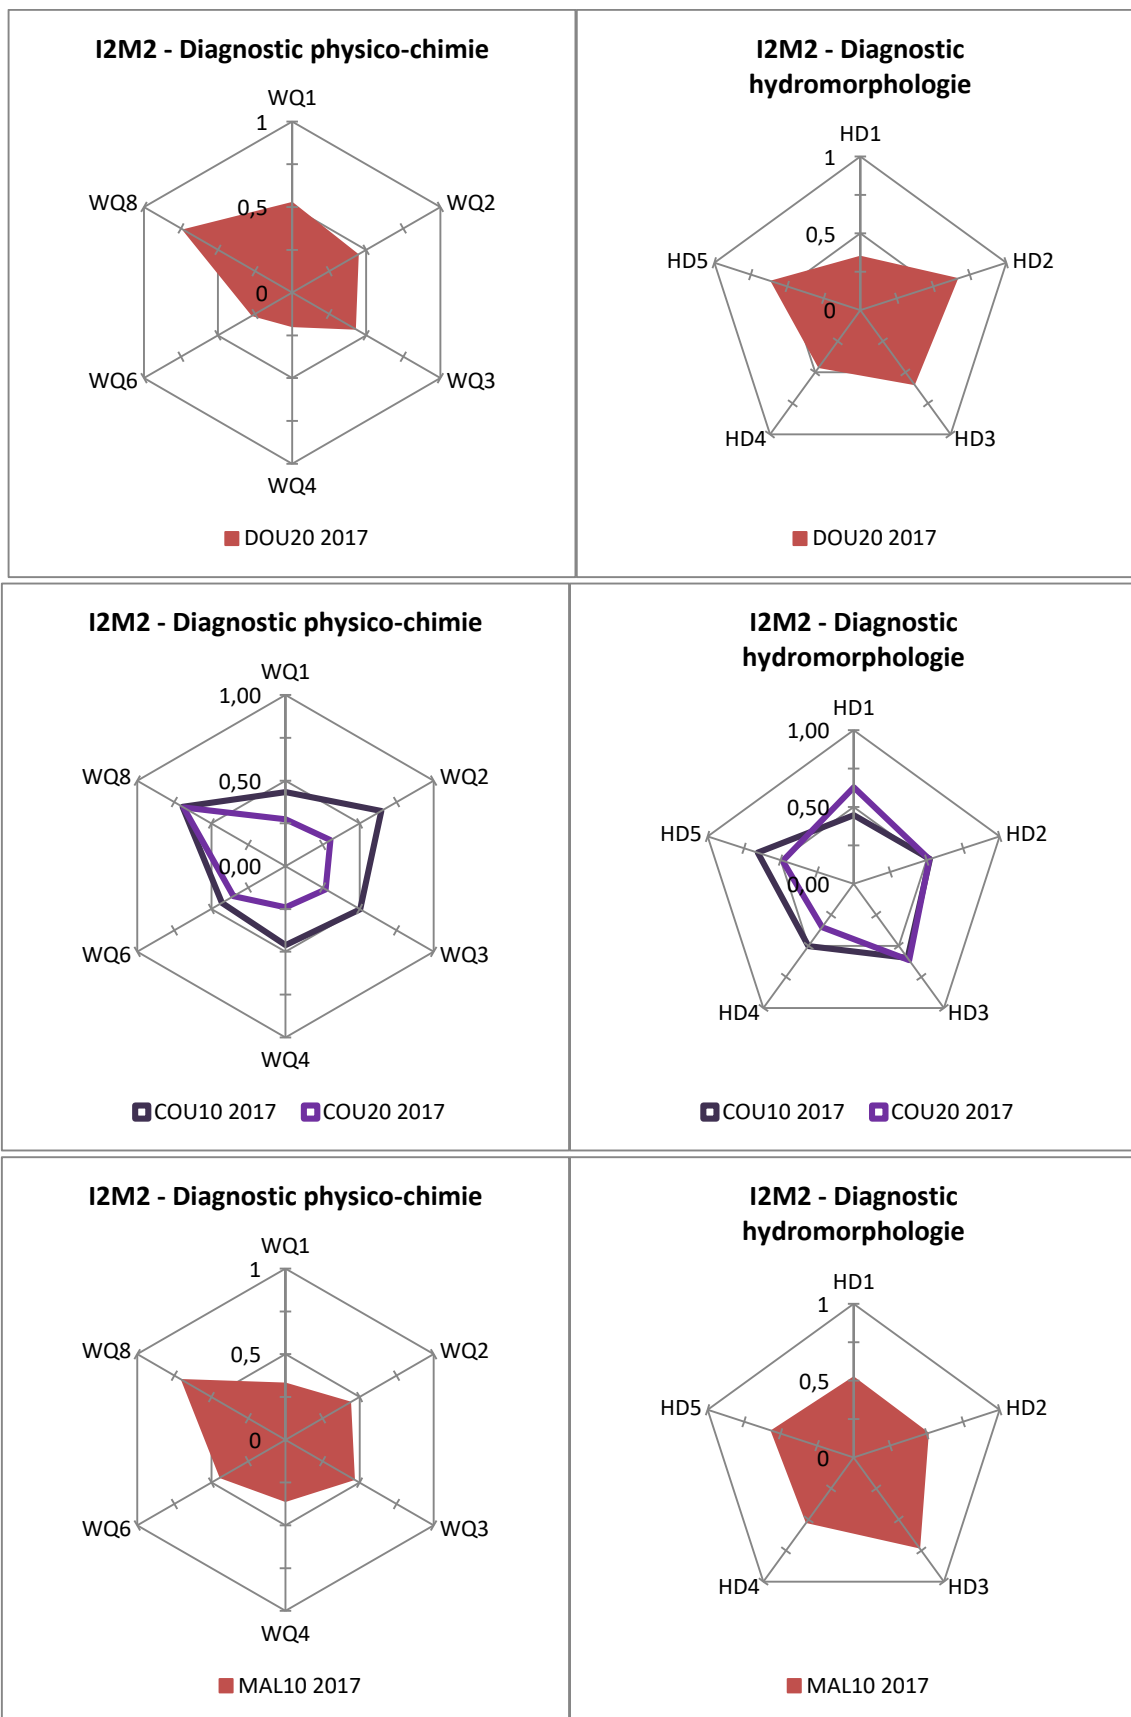 I2M2 - Diagnostic physico-chimie
WQ1
1
WQ8
WQ2
0,5
0
WQ6
WQ3
WQ4
DOU20 2017
I2M2 - Diagnostic
hydromorphologie
HD1
1
0,5
HD5
HD2
0
HD4
HD3
DOU20 2017
I2M2 - Diagnostic physico-chimie
WQ1
1,00
WQ8
WQ2
0,50
0,00
WQ6
WQ3
WQ4
COU10 2017
COU20 2017
I2M2 - Diagnostic
hydromorphologie
HD1
1,00
0,50
HD5
HD2
0,00
HD4
HD3
COU10 2017
COU20 2017
I2M2 - Diagnostic physico-chimie
WQ1
1
WQ8
WQ2
0,5
0
WQ6
WQ3
WQ4
MAL10 2017
I2M2 - Diagnostic
hydromorphologie
HD1
1
0,5
HD5
HD2
0
HD4
HD3
MAL10 2017